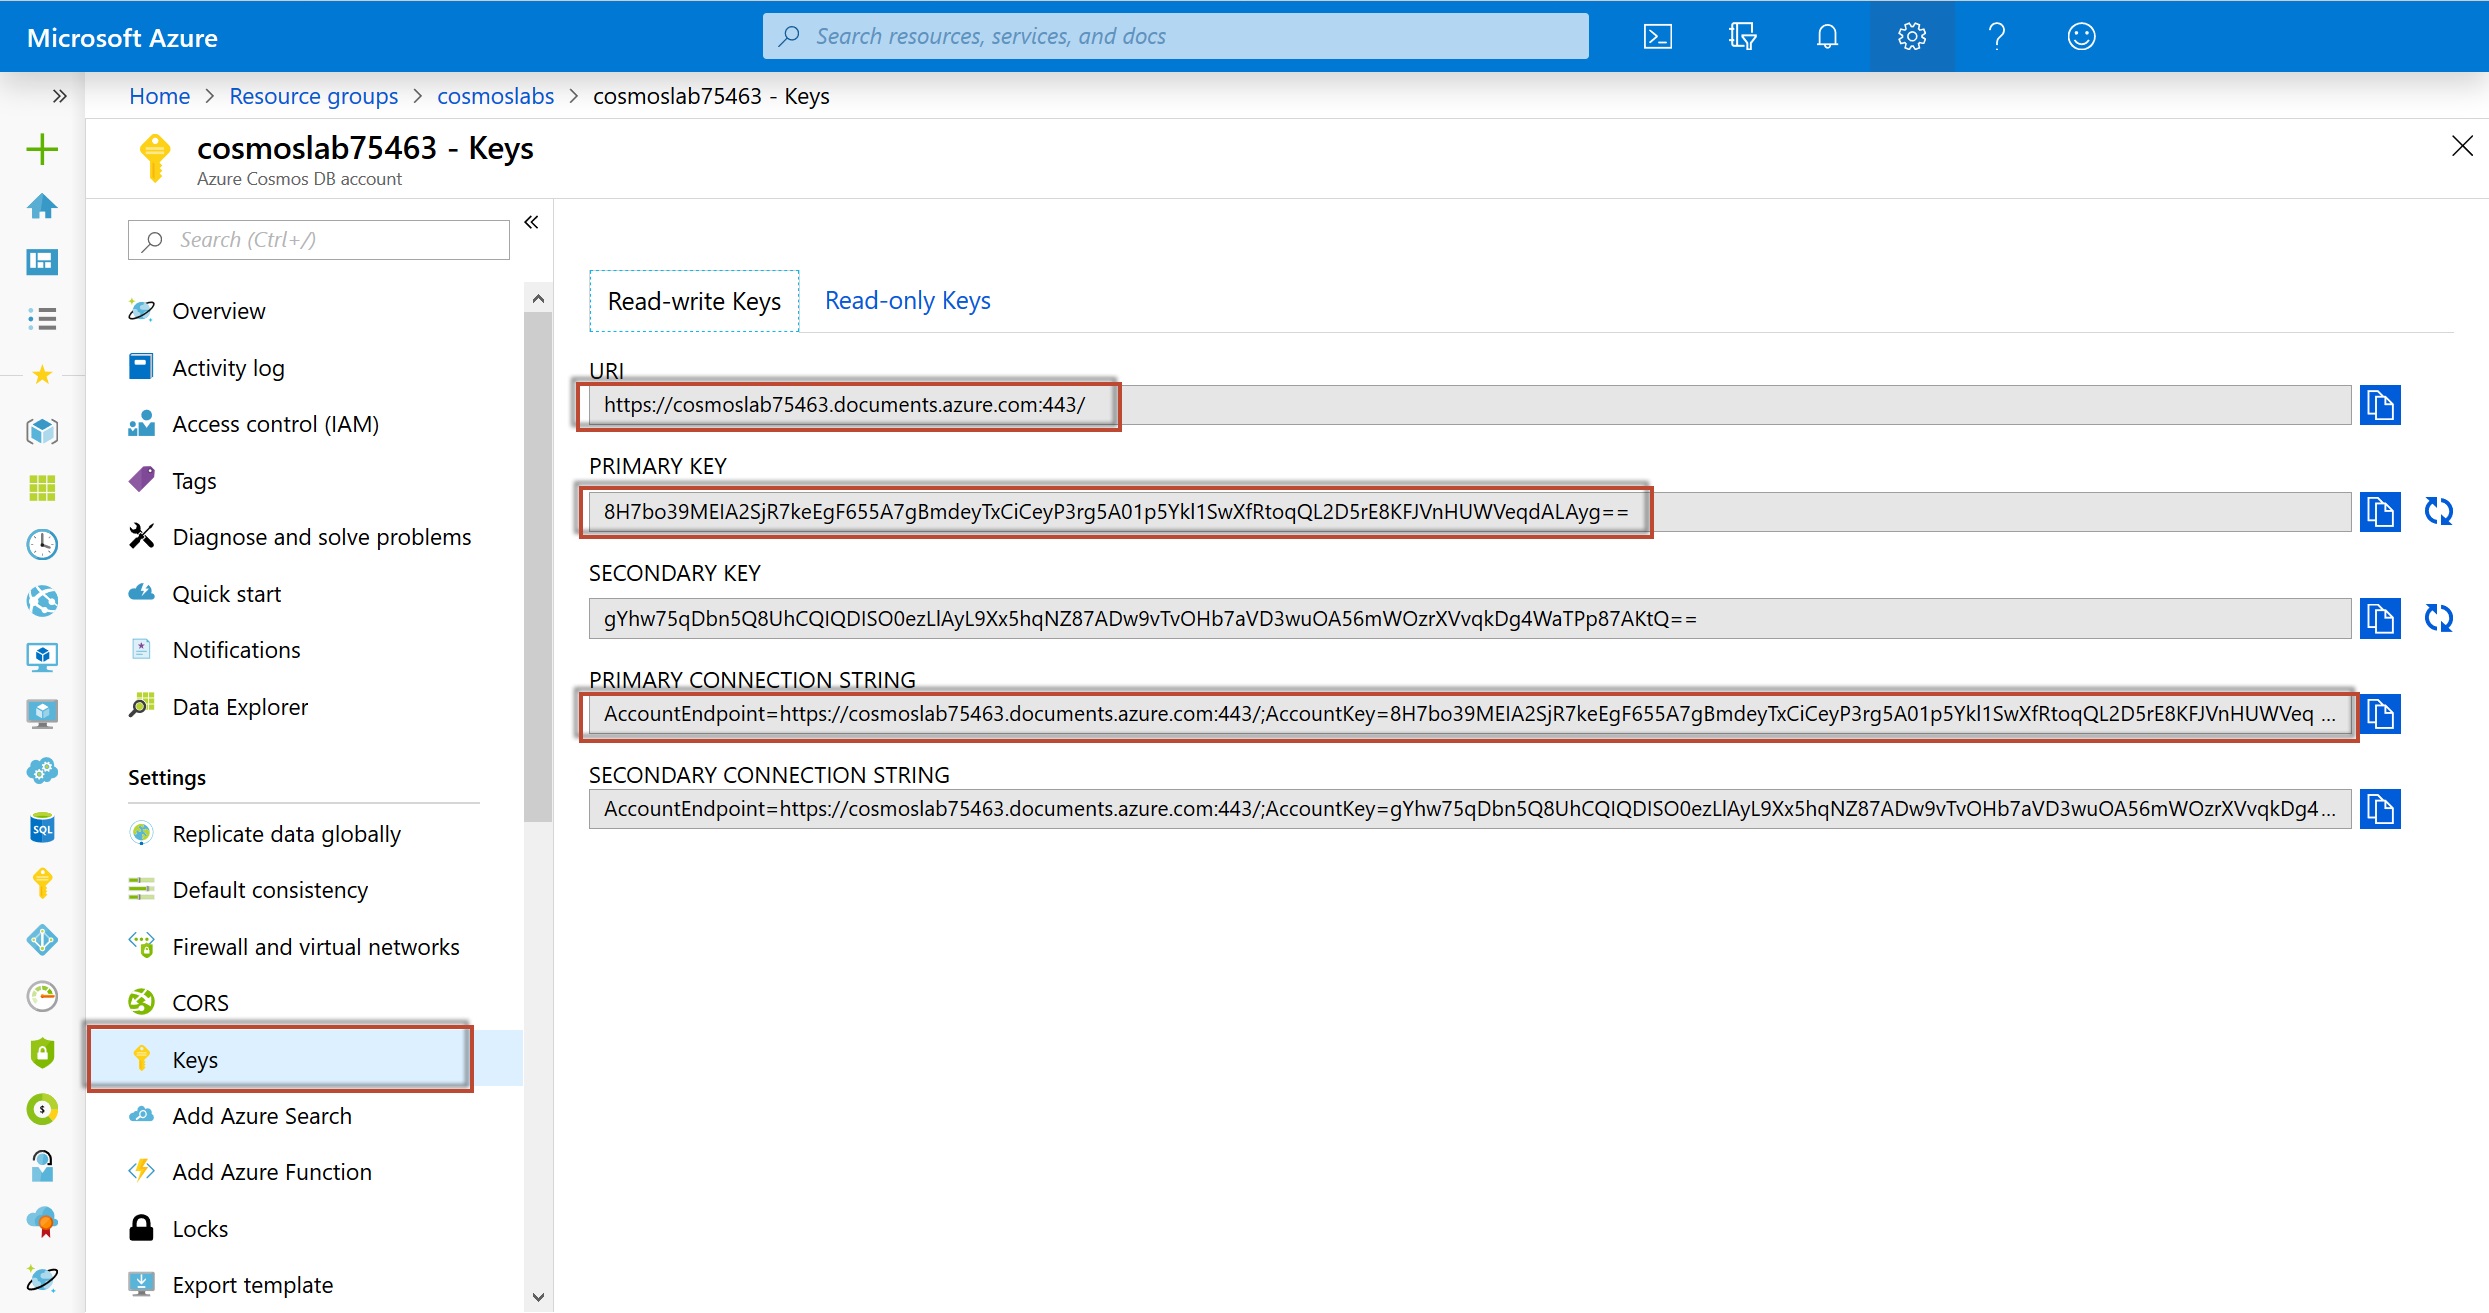 Microsoft Azure
Search resources, services, and docs
Home > Resource groups > cosmoslabs > cosmoslab75463 - Keys
cosmoslab75463 - Keys
Azure Cosmos DB account
Search (Ctrl+/)
Overview
Activity log
Access control (IAM)
Tags
Diagnose and solve problems
Quick start
Notifications
Data Explorer
Settings
Replicate data globally
Default consistency
Firewall and virtual networks
CORS
Keys
Add Azure Search
Add Azure Function
Locks
Export template
Read-write Keys
Read-only Keys
URI
https://cosmoslab75463.documents.azure.com:443/
PRIMARY KEY
8H7bo39MEIA2SjR7keEgF655A7gBmdeyTxCiCeyP3rg5A01p5Ykl1SwXfRtoqQL2D5rE8KFJVnHUWVeqdALAyg==
SECONDARY KEY
gYhw75qDbn5Q8UhCQIQDISO0ezLlAyL9Xx5hqNZ87ADw9vTvOHb7aVD3wuOA56mWOzrXVvqkDg4WaTPp87AKtQ==
PRIMARY CONNECTION STRING
AccountEndpoint=https://cosmoslab75463.documents.azure.com:443/;AccountKey=8H7bo39MEIA2SjR7keEgF655A7gBmdeyTxCiCeyP3rg5A01p5Ykl1SwXfRtoqQL2D5rE8KFJVnHUWVeq ...
SECONDARY CONNECTION STRING
AccountEndpoint=https://cosmoslab75463.documents.azure.com:443/;AccountKey=gYhw75qDbn5Q8UhCQIQDISO0ezLlAyL9Xx5hqNZ87ADw9vTvOHb7aVD3wuOA56mWOzrXVvqkDg4...
SQL